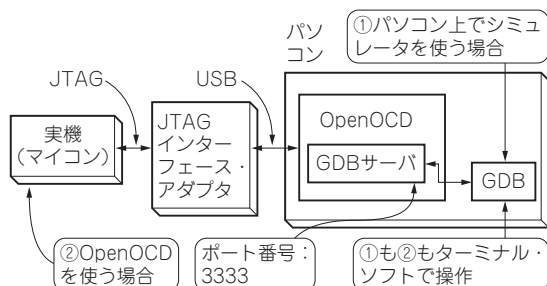 パソ
コン
①パソコン上でシミュ
レータを使う場合
JTAG
USB
実機
(マイコン)
JTAG
インター
フェース・
アダプタ
OpenOCD
GDBサーバ
GDB
②OpenOCD
を使う場合
ポート番号：
3333
①も②もターミナル・
ソフトで操作